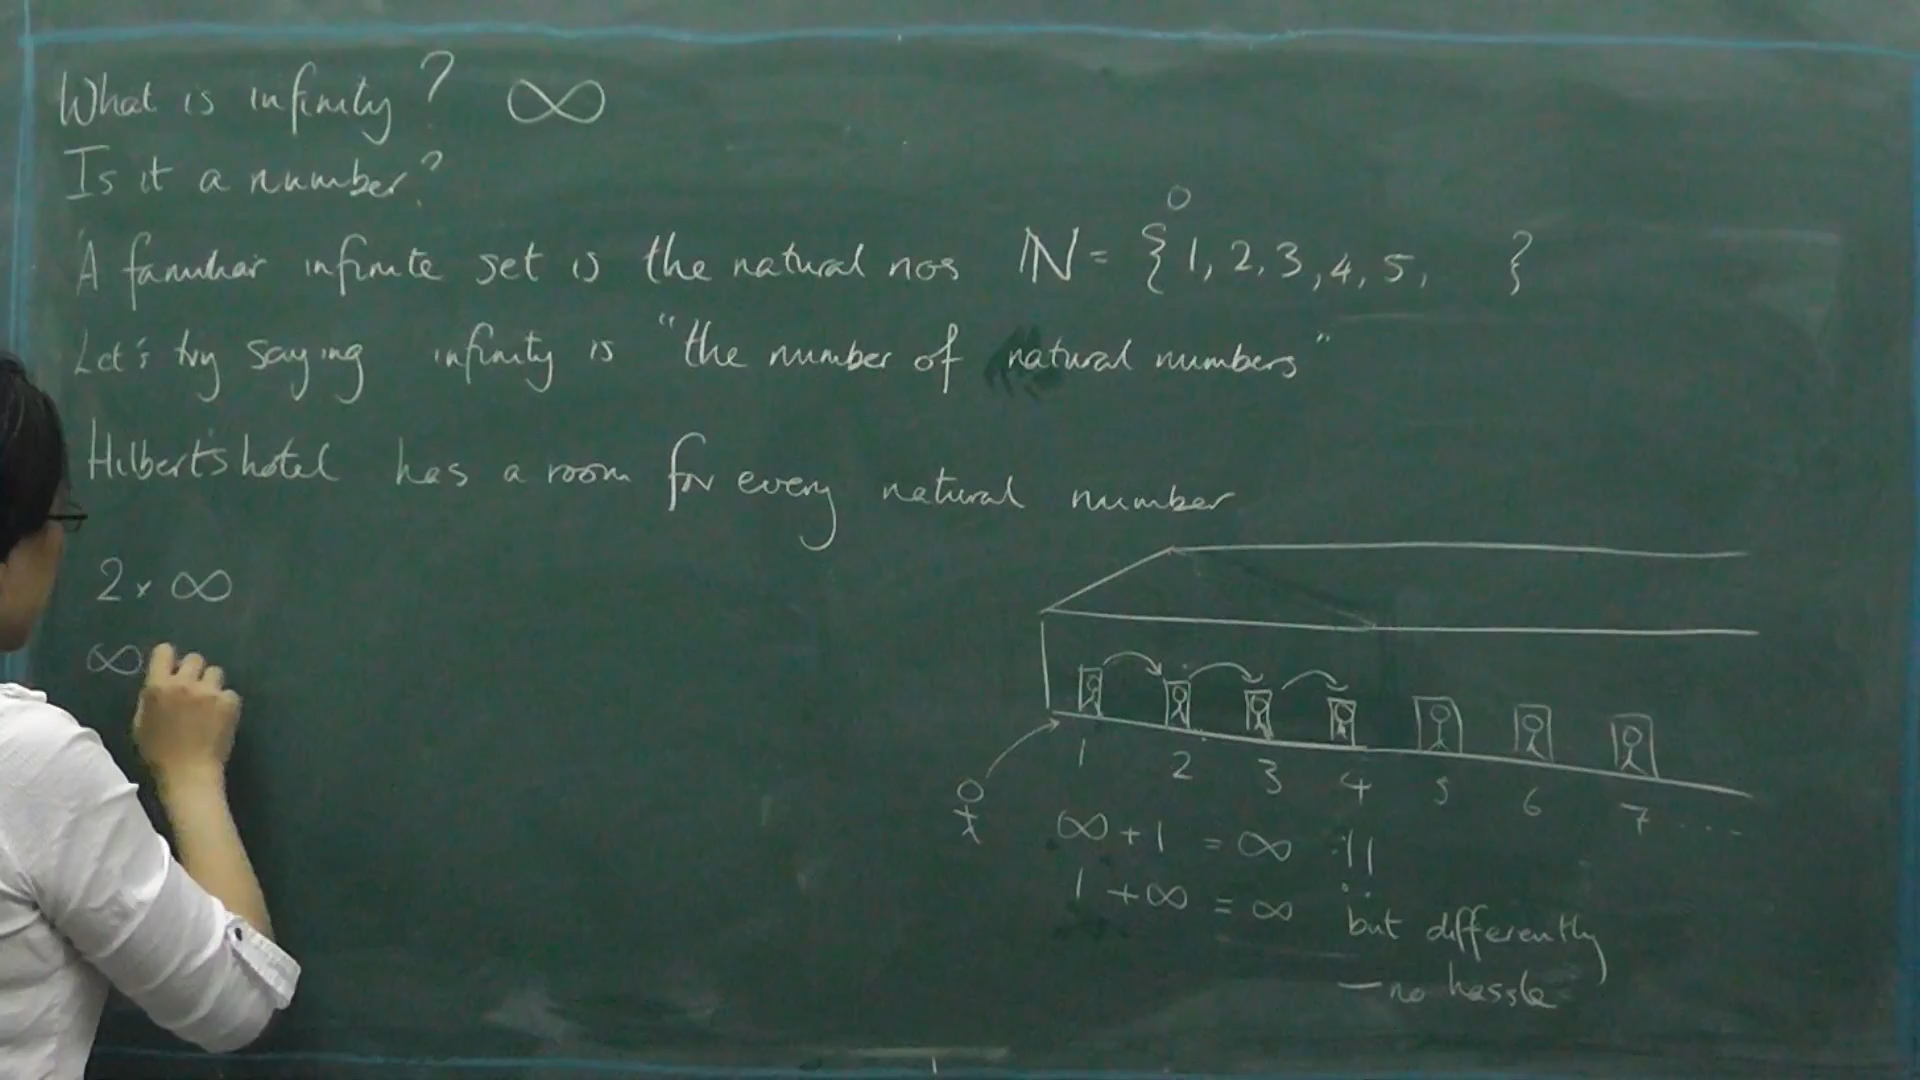 What is infinity? ∞
Is it a number?
0
A familiar infinite set is the natural nos ℕ = {1, 2, 3, 4, 5, }
Let's try saying infinity is "the number of natural numbers"
Hilbert's hotel has a room for every natural number
2 × ∞
∞
1 2 3 4 5 6 7 ....
∞ + 1 = ∞ !!
1 + ∞ = ∞
but differently
— no hassle